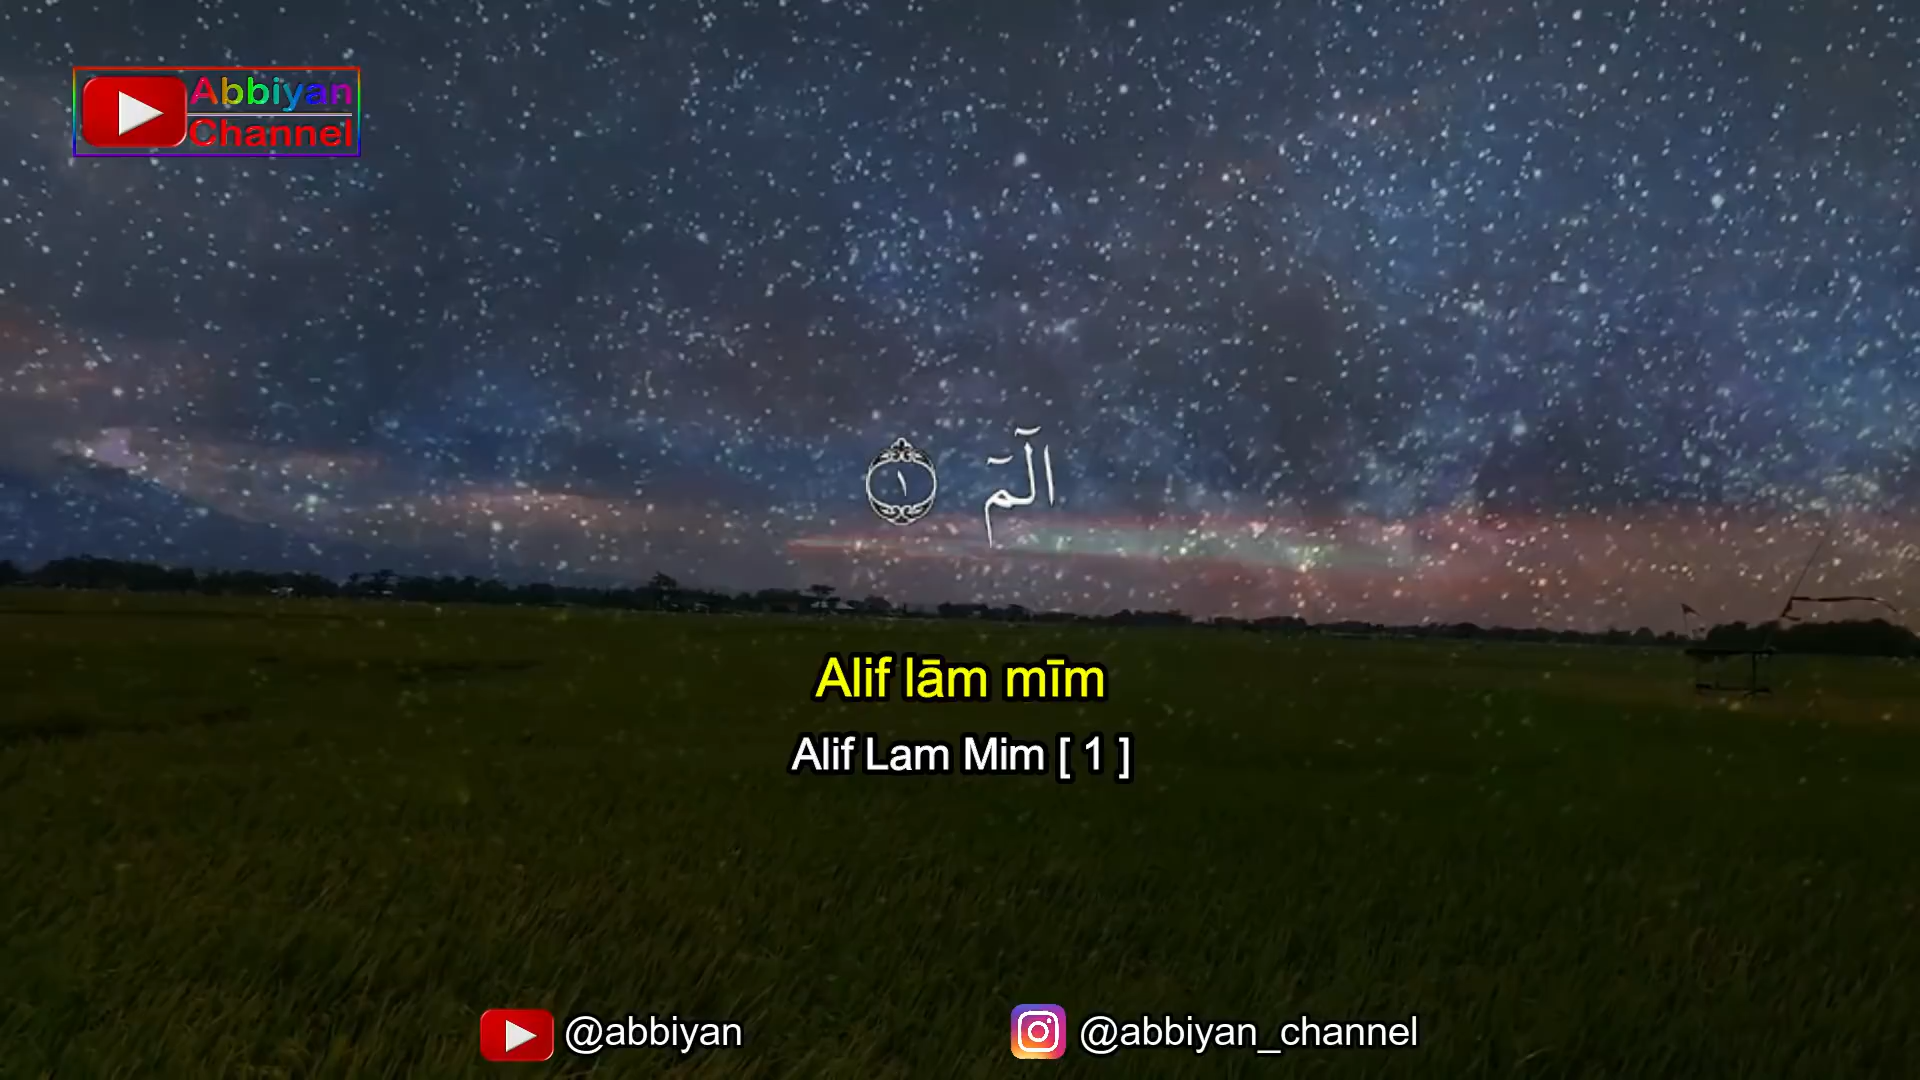 Abbiyan
Channel
الٓمٓ ١
Alif lām mīm
Alif Lam Mim [ 1 ]
@abbiyan
@abbiyan_channel